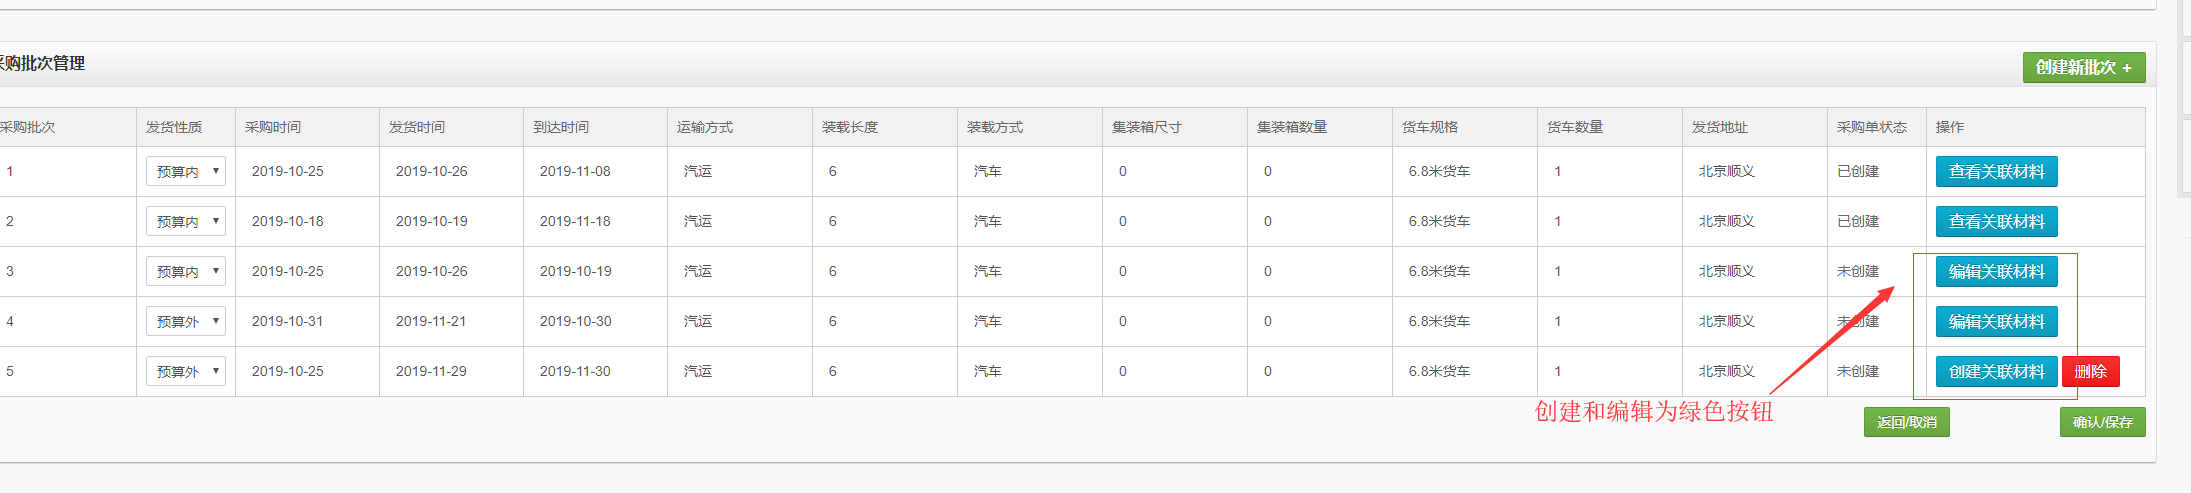 采购批次管理
创建新批次 +
采购批次 发货性质 采购时间 发货时间 到达时间 运输方式 装载长度 装载方式 集装箱尺寸 集装箱数量 货车规格 货车数量 发货地址 采购单状态 操作
1 预算内 2019-10-25 2019-10-26 2019-11-08 汽运 6 汽车 0 0 6.8米货车 1 北京顺义 已创建 查看关联材料
2 预算内 2019-10-18 2019-10-19 2019-11-18 汽运 6 汽车 0 0 6.8米货车 1 北京顺义 已创建 查看关联材料
3 预算内 2019-10-25 2019-10-26 2019-10-19 汽运 6 汽车 0 0 6.8米货车 1 北京顺义 未创建 编辑关联材料
4 预算外 2019-10-31 2019-11-21 2019-10-30 汽运 6 汽车 0 0 6.8米货车 1 北京顺义 未创建 编辑关联材料
5 预算外 2019-10-25 2019-11-29 2019-11-30 汽运 6 汽车 0 0 6.8米货车 1 北京顺义 未创建 创建关联材料 删除
创建和编辑为绿色按钮
返回/取消 确认/保存